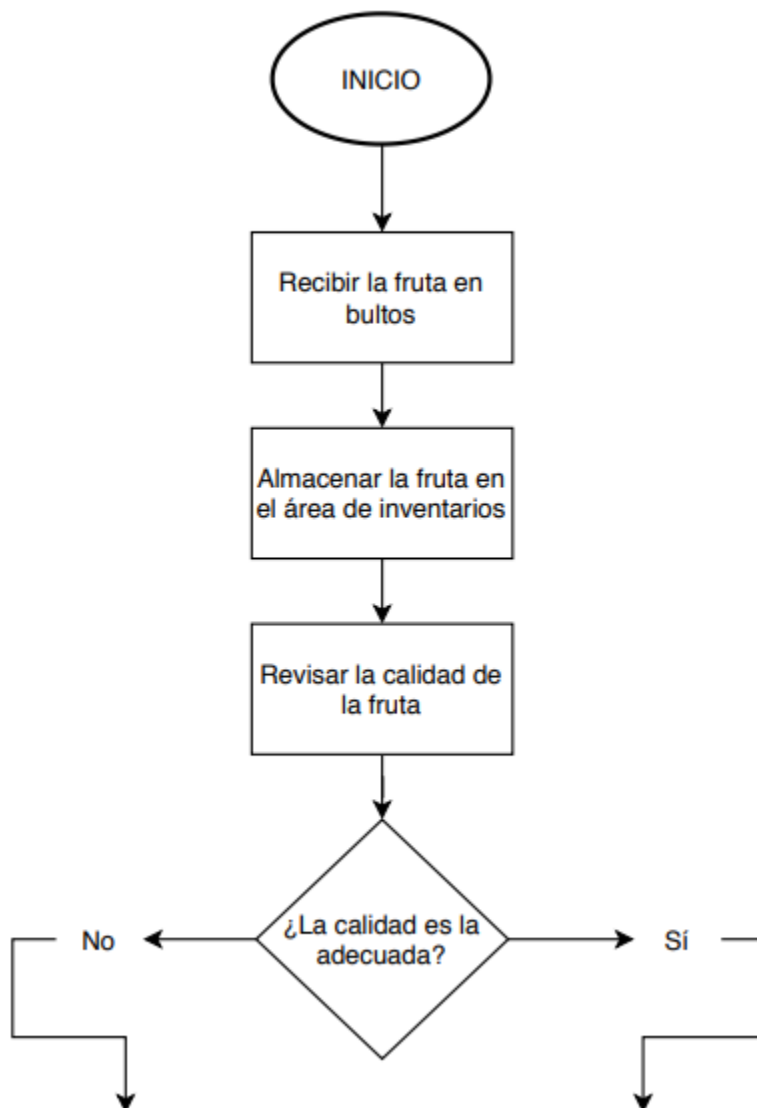 INICIO
Recibir la fruta en
bultos
Almacenar la fruta en
el área de inventarios
Revisar la calidad de
la fruta
¿La calidad es la
adecuada?
No
Sí